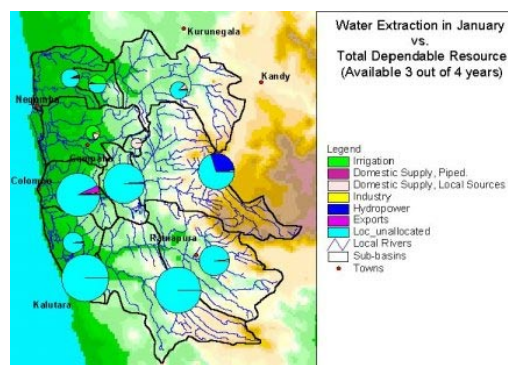 Water Extraction in January
vs.
Total Dependable Resource
(Available 3 out of 4 years)
Kurunegala
Kandy
Negombo
Gampaha
Colombo
Ratnapura
Kalutara
Legend
Irrigation
Domestic Supply, Piped.
Domestic Supply, Local Sources
Industry
Hydropower
Exports
Loc_unallocated
Local Rivers
Sub-basins
Towns